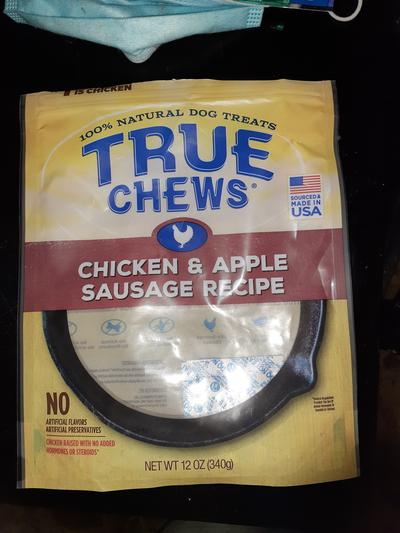 IS CHICKEN
100% NATURAL DOG TREATS
TRUE
CHEWS®
SOURCED &
MADE IN
USA
CHICKEN & APPLE
SAUSAGE RECIPE
NO
ARTIFICIAL FLAVORS
ARTIFICIAL PRESERVATIVES
CHICKEN RAISED WITH NO ADDED
HORMONES OR STEROIDS*
NET WT 12 OZ (340g)